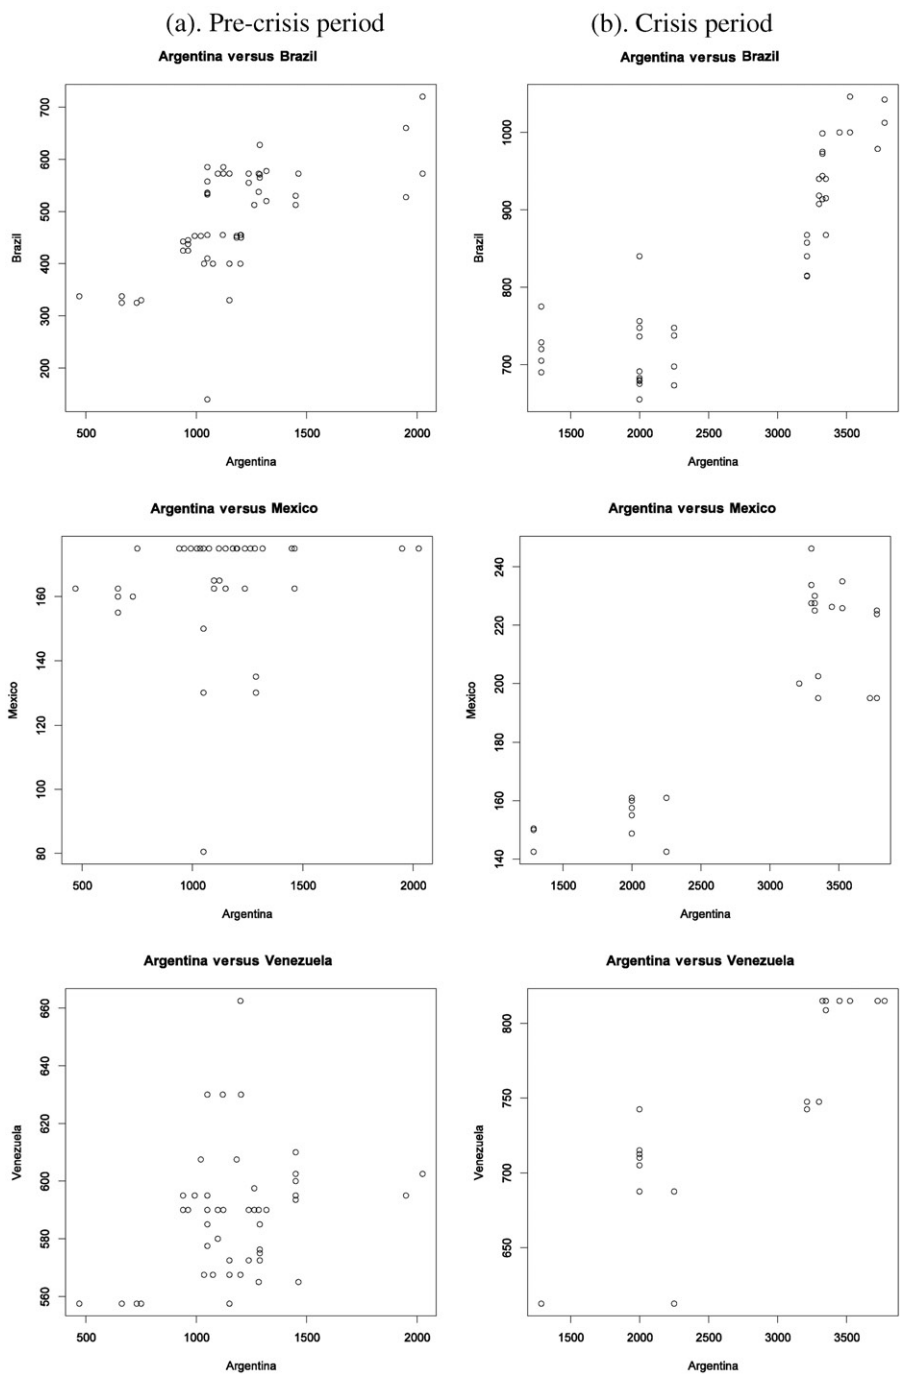 (a). Pre-crisis period
(b). Crisis period
Argentina versus Brazil
Argentina versus Brazil
700
600
500
400
300
200
Brazil
500 1000 1500 2000
Argentina
1000
900
800
700
Brazil
1500 2000 2500 3000 3500
Argentina
Argentina versus Mexico
Argentina versus Mexico
160
140
120
100
80
Mexico
500 1000 1500 2000
Argentina
240
220
200
180
160
140
Mexico
1500 2000 2500 3000 3500
Argentina
Argentina versus Venezuela
Argentina versus Venezuela
660
640
620
600
580
560
Venezuela
500 1000 1500 2000
Argentina
800
750
700
650
Venezuela
1500 2000 2500 3000 3500
Argentina